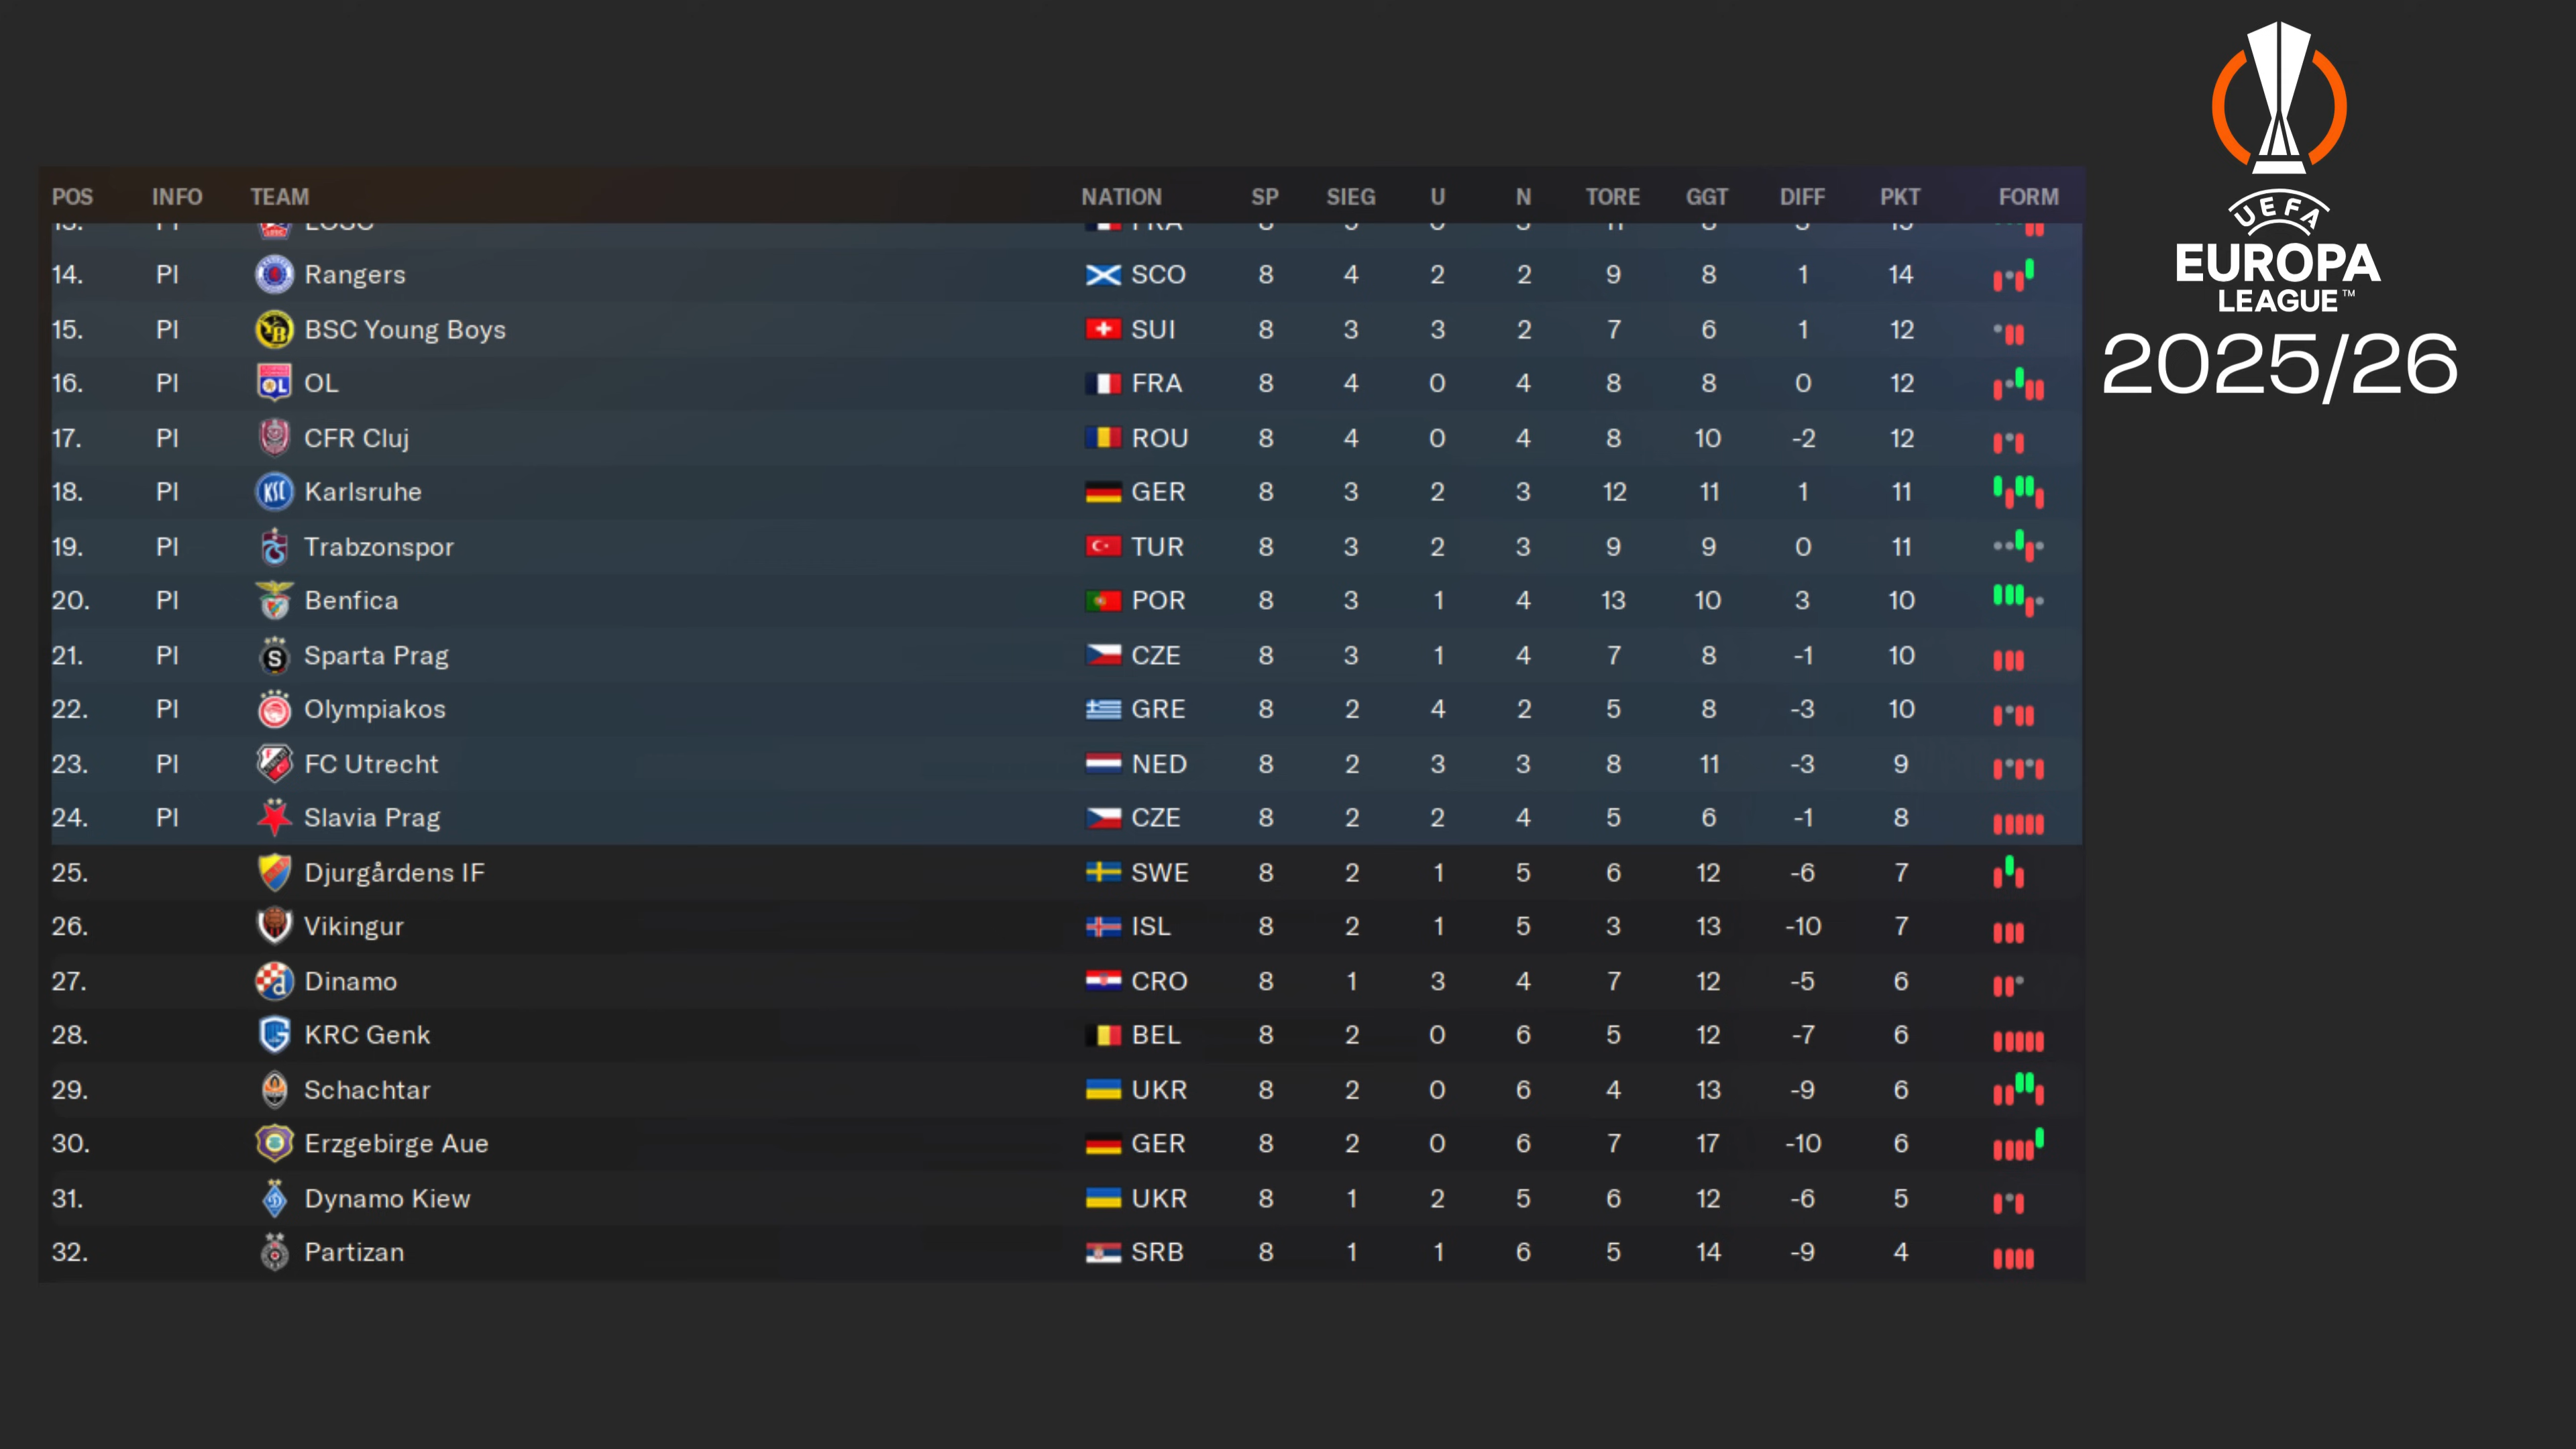 UEFA
EUROPA
LEAGUE™
2025/26
POS INFO TEAM NATION SP SIEG U N TORE GGT DIFF PKT FORM
13. PI LOSC FRA 8 5 0 3 11 8 3 15
14. PI Rangers SCO 8 4 2 2 9 8 1 14
15. PI BSC Young Boys SUI 8 3 3 2 7 6 1 12
16. PI OL FRA 8 4 0 4 8 8 0 12
17. PI CFR Cluj ROU 8 4 0 4 8 10 -2 12
18. PI Karlsruhe GER 8 3 2 3 12 11 1 11
19. PI Trabzonspor TUR 8 3 2 3 9 9 0 11
20. PI Benfica POR 8 3 1 4 13 10 3 10
21. PI Sparta Prag CZE 8 3 1 4 7 8 -1 10
22. PI Olympiakos GRE 8 2 4 2 5 8 -3 10
23. PI FC Utrecht NED 8 2 3 3 8 11 -3 9
24. PI Slavia Prag CZE 8 2 2 4 5 6 -1 8
25. Djurgårdens IF SWE 8 2 1 5 6 12 -6 7
26. Vikingur ISL 8 2 1 5 3 13 -10 7
27. Dinamo CRO 8 1 3 4 7 12 -5 6
28. KRC Genk BEL 8 2 0 6 5 12 -7 6
29. Schachtar UKR 8 2 0 6 4 13 -9 6
30. Erzgebirge Aue GER 8 2 0 6 7 17 -10 6
31. Dynamo Kiew UKR 8 1 2 5 6 12 -6 5
32. Partizan SRB 8 1 1 6 5 14 -9 4